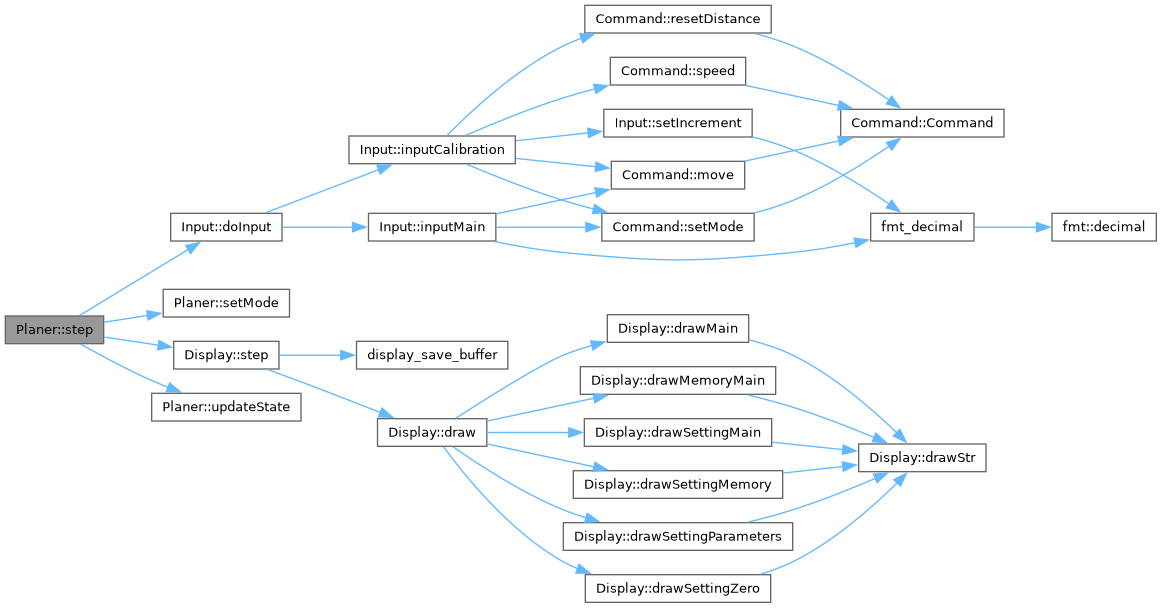 Command::resetDistance
Command::speed
Input::setIncrement
Command::Command
Input::inputCalibration
Command::move
Input::doInput
Input::inputMain
Command::setMode
fmt_decimal
fmt::decimal
Planer::setMode
Planer::step
Display::drawMain
Display::step
display_save_buffer
Display::drawMemoryMain
Planer::updateState
Display::draw
Display::drawSettingMain
Display::drawStr
Display::drawSettingMemory
Display::drawSettingParameters
Display::drawSettingZero